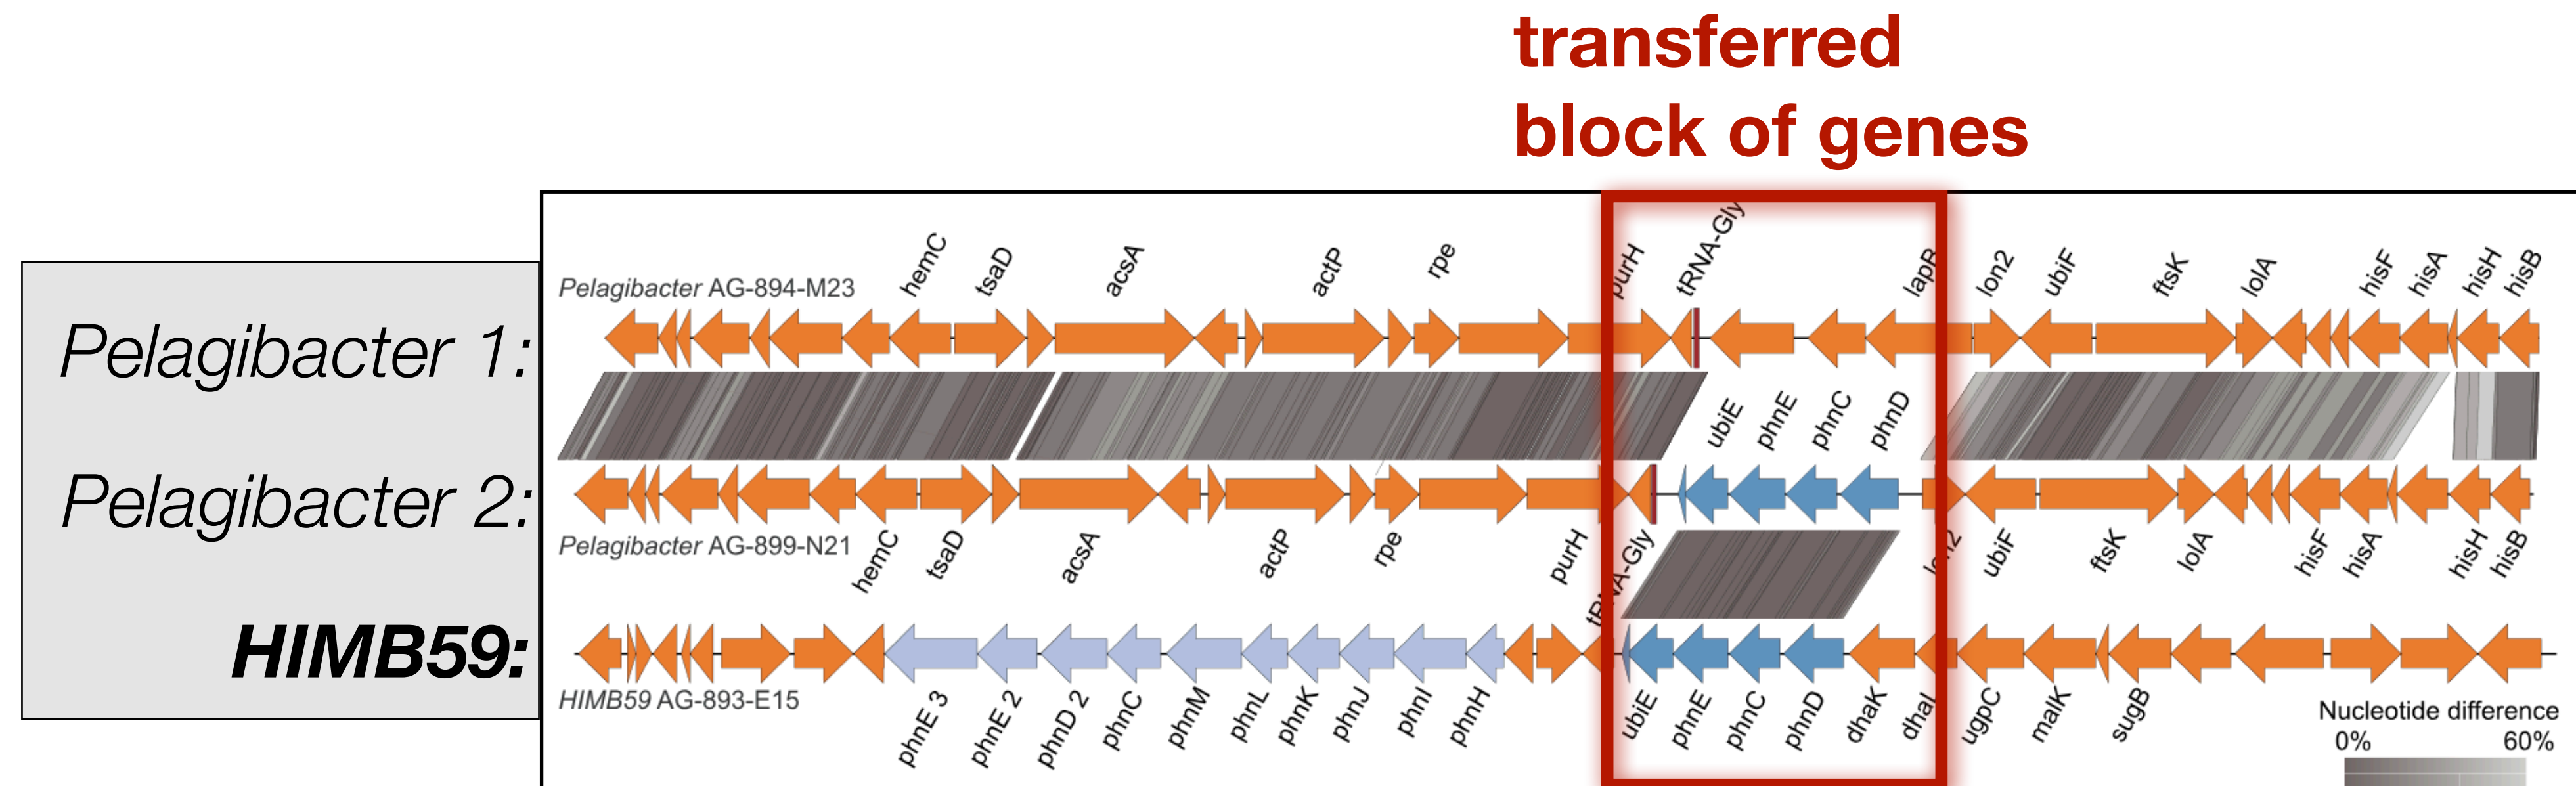 transferred
block of genes
hemC tsaD acsA actP rpe purH tRNA-Gly lapB lon2 ubiF ftsK lolA hisF hisA hisH hisB
Pelagibacter AG-894-M23
Pelagibacter 1:
ubiE phnE phnC phnD
Pelagibacter 2:
Pelagibacter AG-899-N21
hemC tsaD acsA actP rpe purH tRNA-Gly lon2 ubiF ftsK lolA hisF hisA hisH hisB
HIMB59:
HIMB59 AG-893-E15
phnE 3 phnE 2 phnD 2 phnC phnM phnL phnK phnJ phnI phnH ubiE phnE phnC phnD dhaK dhaL ugpC malK sugB
Nucleotide difference
0% 60%